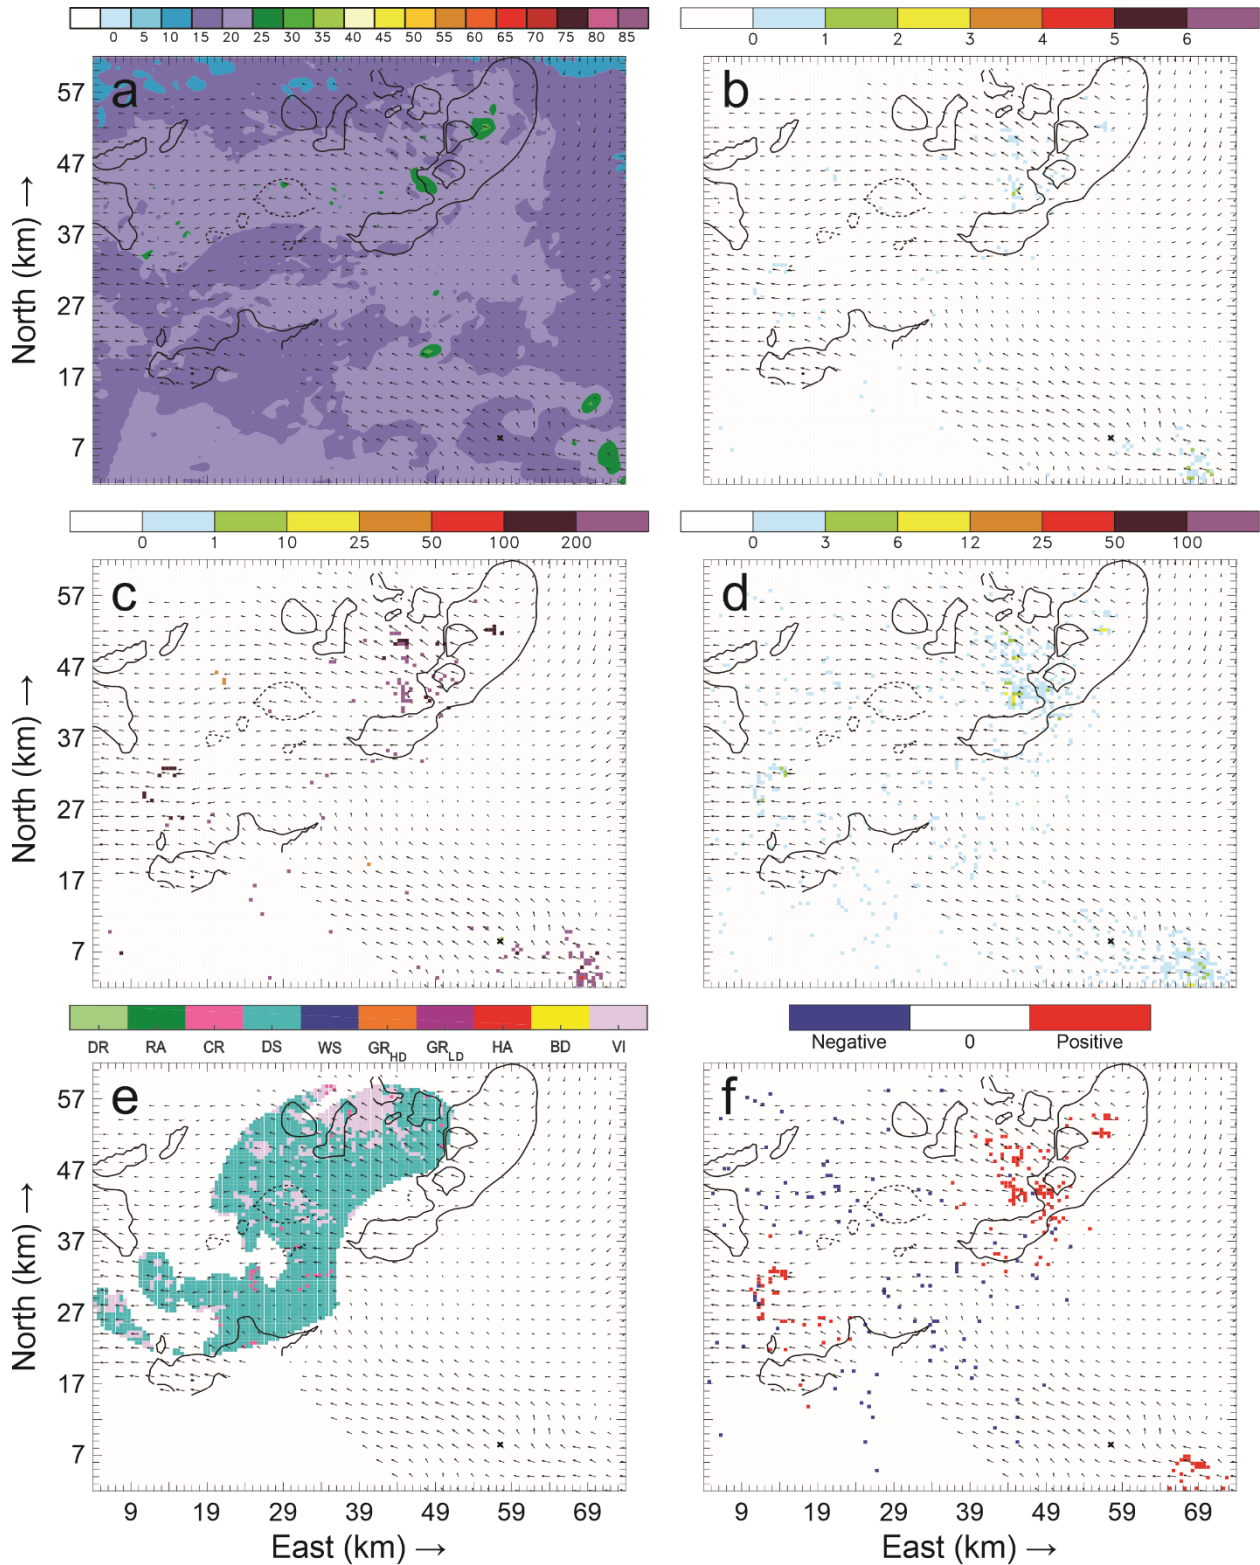 0 5 10 15 20 25 30 35 40 45 50 55 60 65 70 75 80 85
0 1 2 3 4 5 6
a
b
57
47
37
27
17
7
North (km) →
0 1 10 25 50 100 200
0 3 6 12 25 50 100
c
d
57
47
37
27
17
7
North (km) →
DR RA CR DS WS GR_HD GR_LD HA BD VI
Negative 0 Positive
e
f
57
47
37
27
17
7
North (km) →
9 19 29 39 49 59 69
9 19 29 39 49 59 69
East (km) →
East (km) →